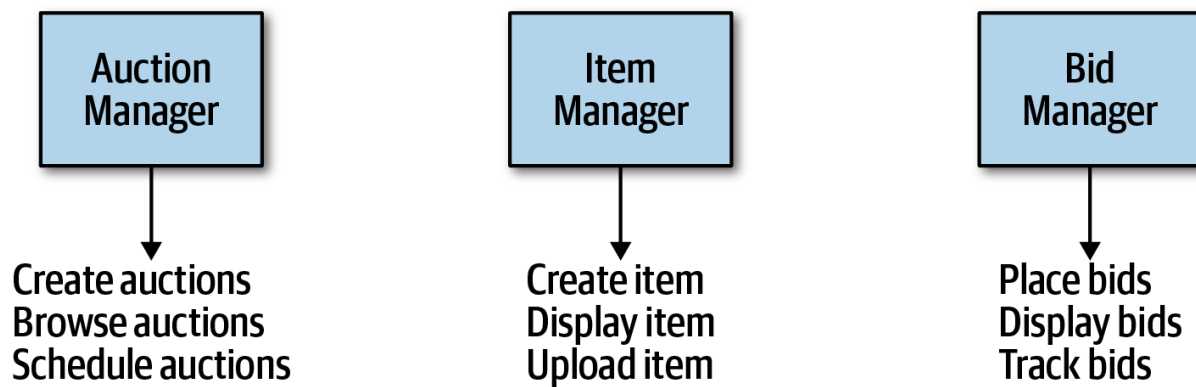 Auction
Manager
Create auctions
Browse auctions
Schedule auctions
Item
Manager
Create item
Display item
Upload item
Bid
Manager
Place bids
Display bids
Track bids